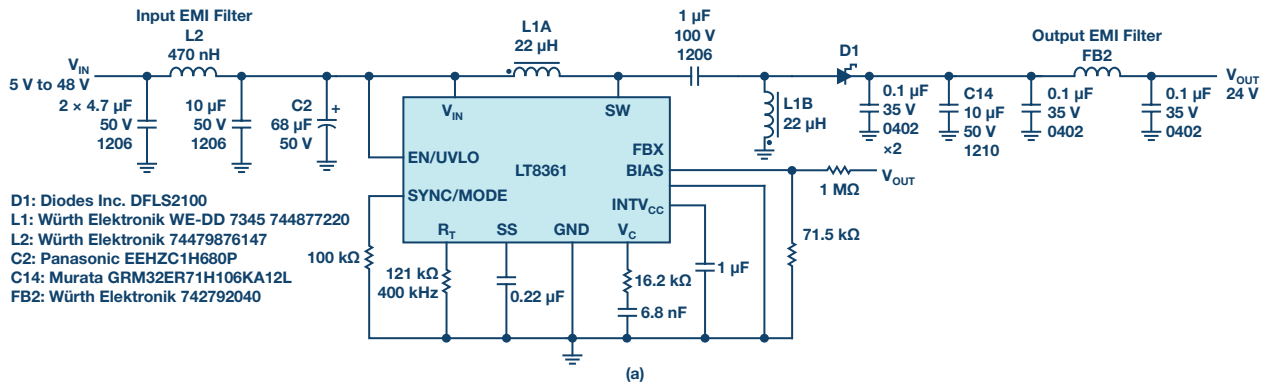 Input EMI Filter
L2
470 nH
V_IN
5 V to 48 V
2 × 4.7 µF
50 V
1206
10 µF
50 V
1206
C2
68 µF
50 V
+
L1A
22 µH
1 µF
100 V
1206
L1B
22 µH
D1
0.1 µF
35 V
0402
×2
C14
10 µF
50 V
1210
Output EMI Filter
FB2
0.1 µF
35 V
0402
0.1 µF
35 V
0402
V_OUT
24 V
V_IN
SW
EN/UVLO
LT8361
FBX
BIAS
SYNC/MODE
INTV_CC
R_T
SS
GND
V_C
1 MΩ
V_OUT
71.5 kΩ
100 kΩ
121 kΩ
400 kHz
0.22 µF
16.2 kΩ
6.8 nF
1 µF
D1: Diodes Inc. DFLS2100
L1: Würth Elektronik WE-DD 7345 744877220
L2: Würth Elektronik 74479876147
C2: Panasonic EEHZC1H680P
C14: Murata GRM32ER71H106KA12L
FB2: Würth Elektronik 742792040
(a)